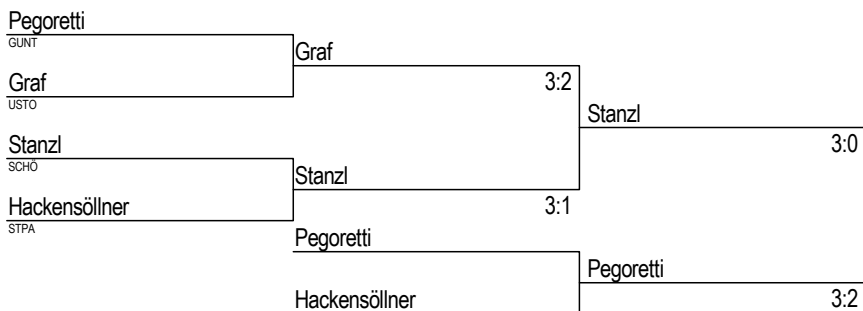 Pegoretti
GUNT
Graf
Graf
3:2
USTO
Stanzl
Stanzl
3:0
SCHÖ
Stanzl
Hackensöllner
3:1
STPA
Pegoretti
Pegoretti
Hackensöllner
3:2